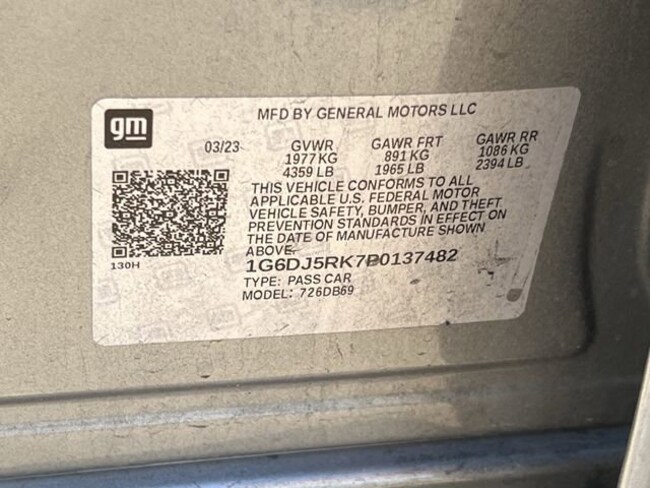 gm
MFD BY GENERAL MOTORS LLC
03/23 GVWR GAWR FRT GAWR RR
1977 KG 891 KG 1086 KG
4359 LB 1965 LB 2394 LB
THIS VEHICLE CONFORMS TO ALL
APPLICABLE U.S. FEDERAL MOTOR
VEHICLE SAFETY, BUMPER, AND THEFT
PREVENTION STANDARDS IN EFFECT ON
THE DATE OF MANUFACTURE SHOWN
ABOVE.
130H
TYPE: PASS CAR
MODEL: 726DB69